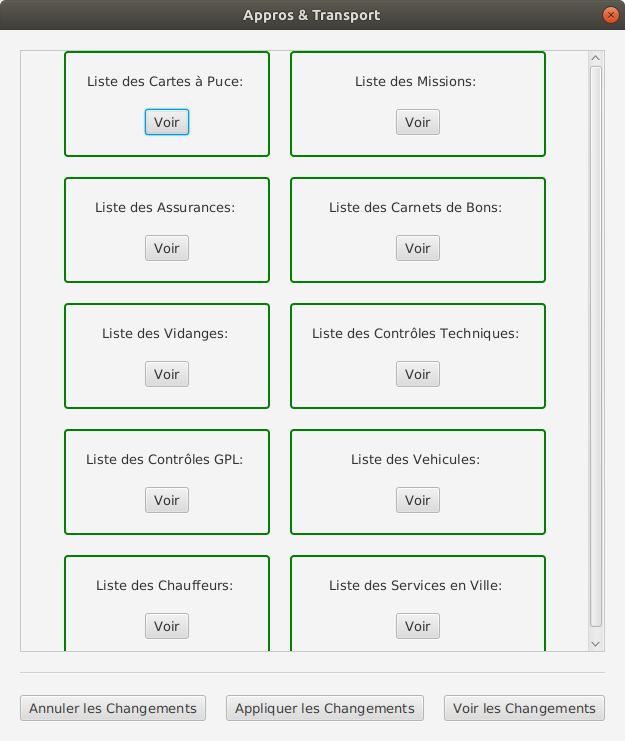 Appros & Transport
Liste des Cartes à Puce:
Liste des Missions:
Voir
Voir
Liste des Assurances:
Liste des Carnets de Bons:
Voir
Voir
Liste des Vidanges:
Liste des Contrôles Techniques:
Voir
Voir
Liste des Contrôles GPL:
Liste des Vehicules:
Voir
Voir
Liste des Chauffeurs:
Liste des Services en Ville:
Voir
Voir
Annuler les Changements
Appliquer les Changements
Voir les Changements